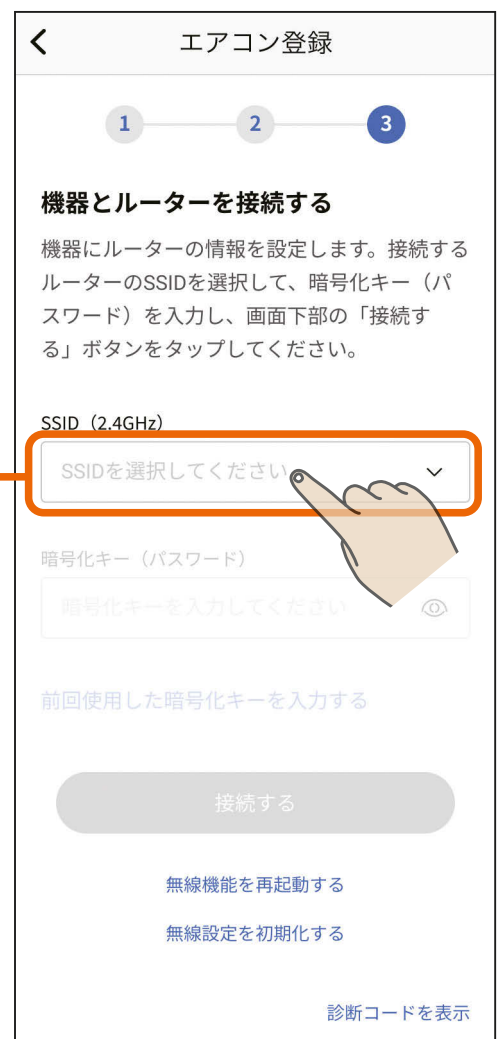 エアコン登録
1 2 3
機器とルーターを接続する
機器にルーターの情報を設定します。接続する
ルーターのSSIDを選択して、暗号化キー（パ
スワード）を入力し、画面下部の「接続す
る」ボタンをタップしてください。
SSID（2.4GHz）
SSIDを選択してください
暗号化キー（パスワード）
暗号化キーを入力してください
前回使用した暗号化キーを入力する
接続する
無線機能を再起動する
無線設定を初期化する
診断コードを表示